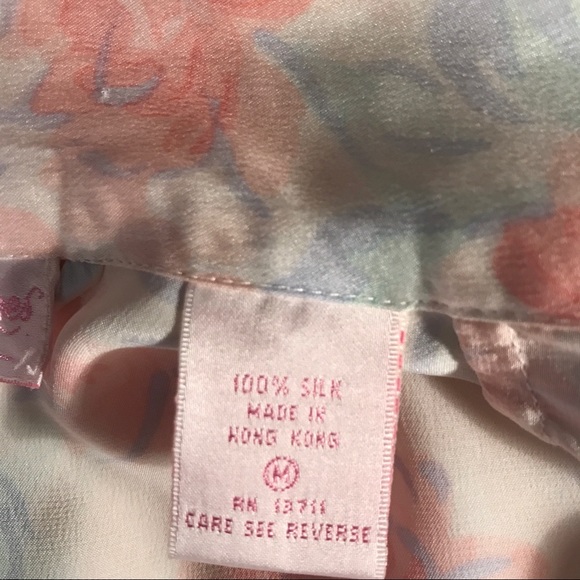 100% SILK
MADE IN
HONG KONG
M
RN 13711
CARE SEE REVERSE